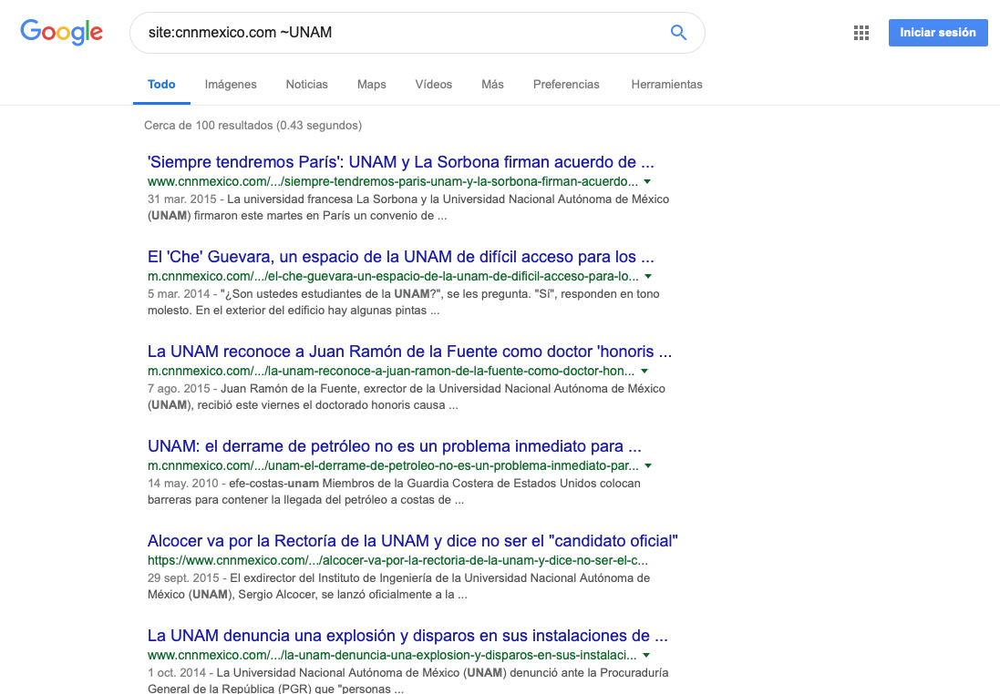 Google
site:cnnmexico.com ~UNAM
Iniciar sesión
Todo Imágenes Noticias Maps Vídeos Más Preferencias Herramientas
Cerca de 100 resultados (0.43 segundos)
'Siempre tendremos París': UNAM y La Sorbona firman acuerdo de ...
www.cnnmexico.com/.../siempre-tendremos-paris-unam-y-la-sorbona-firman-acuerdo...
31 mar. 2015 - La universidad francesa La Sorbona y la Universidad Nacional Autónoma de México
(UNAM) firmaron este martes en París un convenio de ...
El 'Che' Guevara, un espacio de la UNAM de difícil acceso para los ...
m.cnnmexico.com/.../el-che-guevara-un-espacio-de-la-unam-de-dificil-acceso-para-lo...
5 mar. 2014 - "¿Son ustedes estudiantes de la UNAM?", se les pregunta. "Sí", responden en tono
molesto. En el exterior del edificio hay algunas pintas ...
La UNAM reconoce a Juan Ramón de la Fuente como doctor 'honoris ...
m.cnnmexico.com/.../la-unam-reconoce-a-juan-ramon-de-la-fuente-como-doctor-hon...
7 ago. 2015 - Juan Ramón de la Fuente, exrector de la Universidad Nacional Autónoma de México
(UNAM), recibió este viernes el doctorado honoris causa ...
UNAM: el derrame de petróleo no es un problema inmediato para ...
m.cnnmexico.com/.../unam-el-derrame-de-petroleo-no-es-un-problema-inmediato-par...
14 may. 2010 - efe-costas-unam Miembros de la Guardia Costera de Estados Unidos colocan
barreras para contener la llegada del petróleo a costas de ...
Alcocer va por la Rectoría de la UNAM y dice no ser el "candidato oficial"
https://www.cnnmexico.com/.../alcocer-va-por-la-rectoria-de-la-unam-y-dice-no-ser-el-c...
29 sept. 2015 - El exdirector del Instituto de Ingeniería de la Universidad Nacional Autónoma de
México (UNAM), Sergio Alcocer, se lanzó oficialmente a la ...
La UNAM denuncia una explosión y disparos en sus instalaciones de ...
www.cnnmexico.com/.../la-unam-denuncia-una-explosion-y-disparos-en-sus-instalaci...
1 oct. 2014 - La Universidad Nacional Autónoma de México (UNAM) denunció ante la Procuraduría
General de la República (PGR) que "personas ...